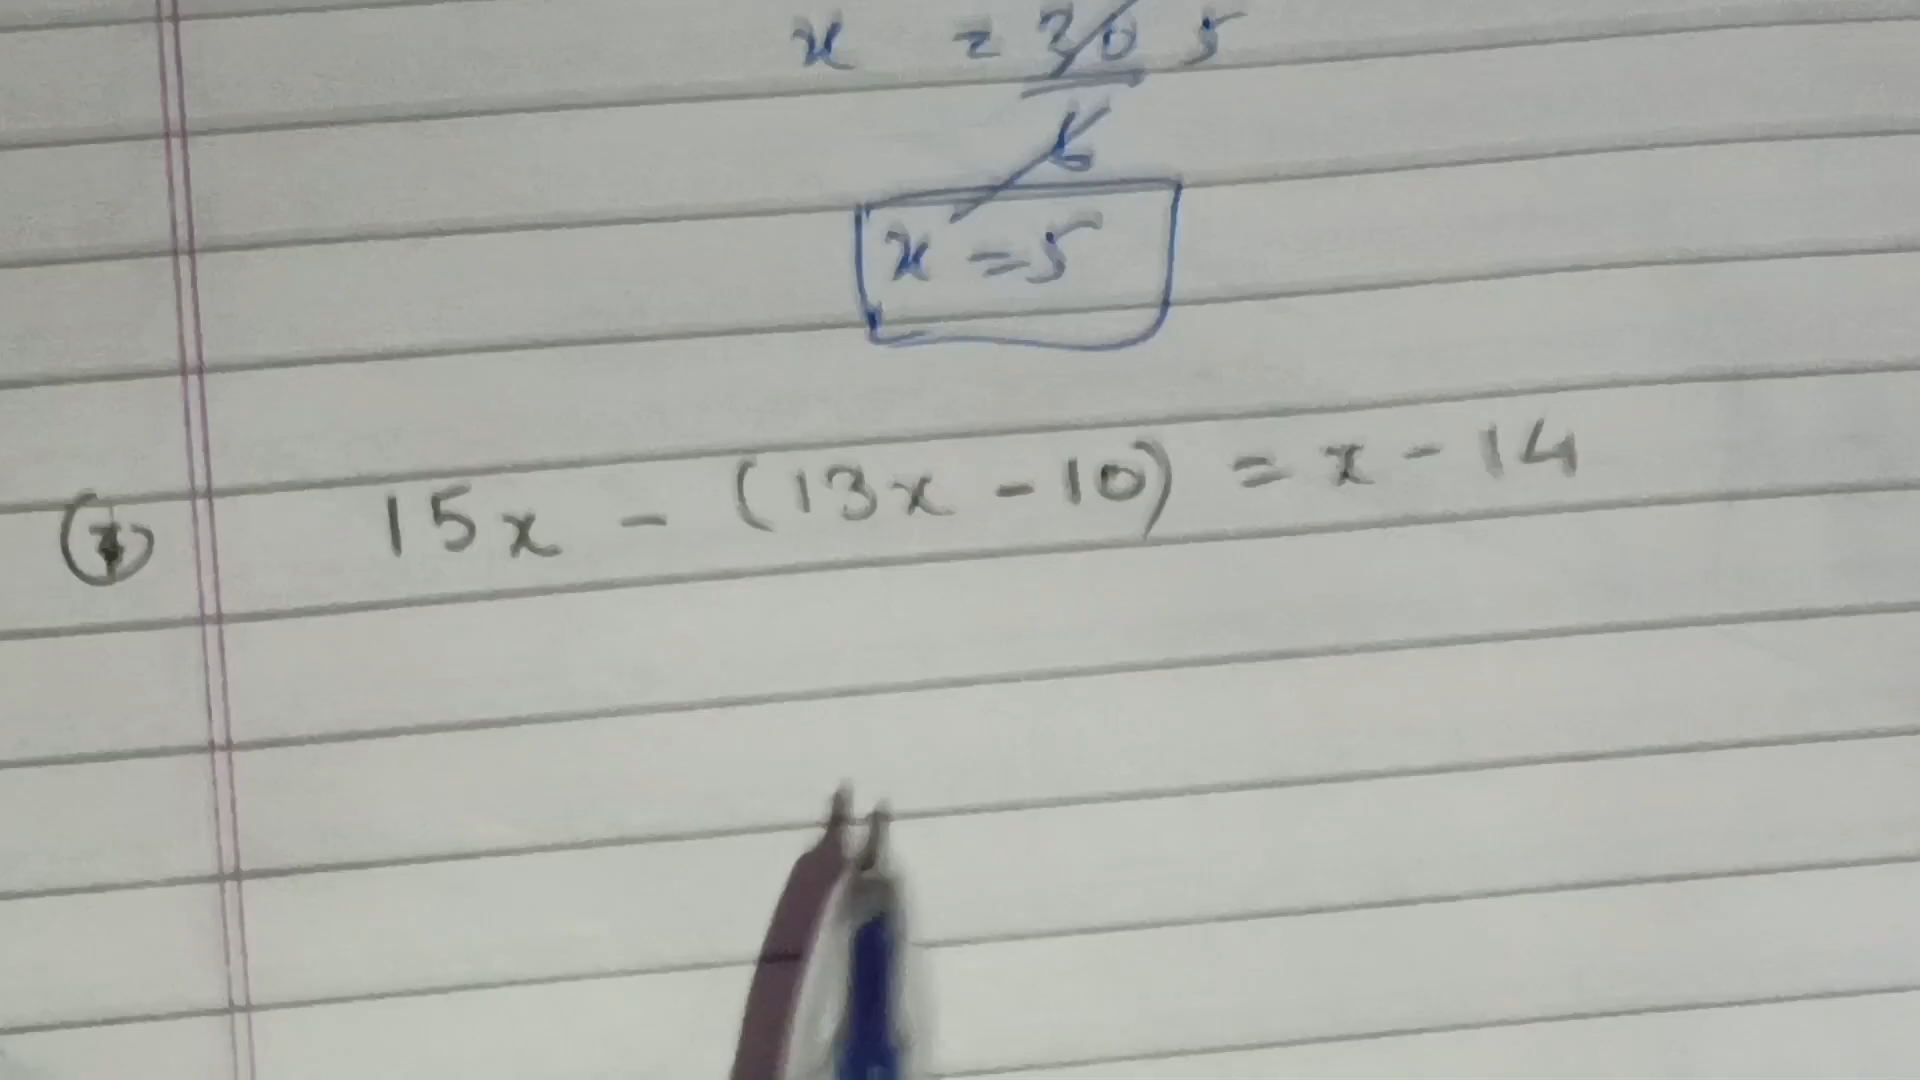 x = 30 5
6
x = 5
15x - (13x - 10) = x - 14